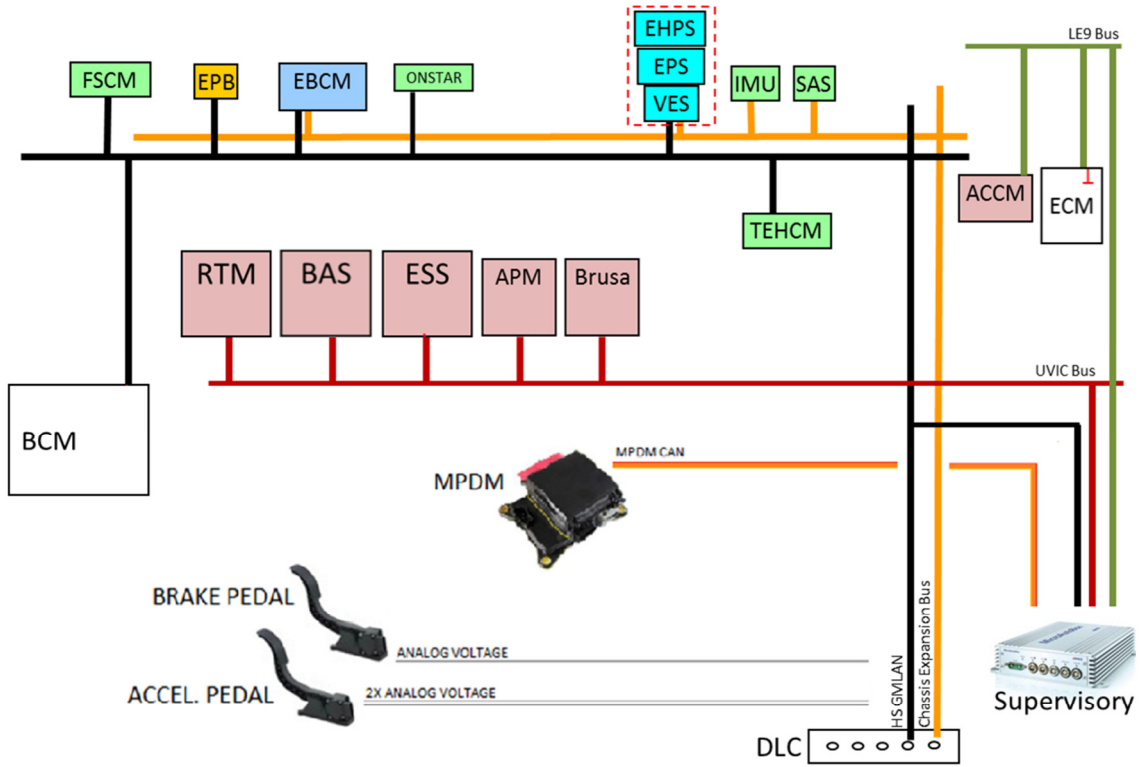 EHPS
LE9 Bus
FSCM
EPB
EBCM
ONSTAR
EPS
IMU
SAS
VES
ACCM
ECM
TEHCM
RTM
BAS
ESS
APM
Brusa
UVIC Bus
BCM
MPDM CAN
MPDM
BRAKE PEDAL
ANALOG VOLTAGE
ACCEL. PEDAL
2X ANALOG VOLTAGE
HS GMLAN
Chassis Expansion Bus
Supervisory
DLC